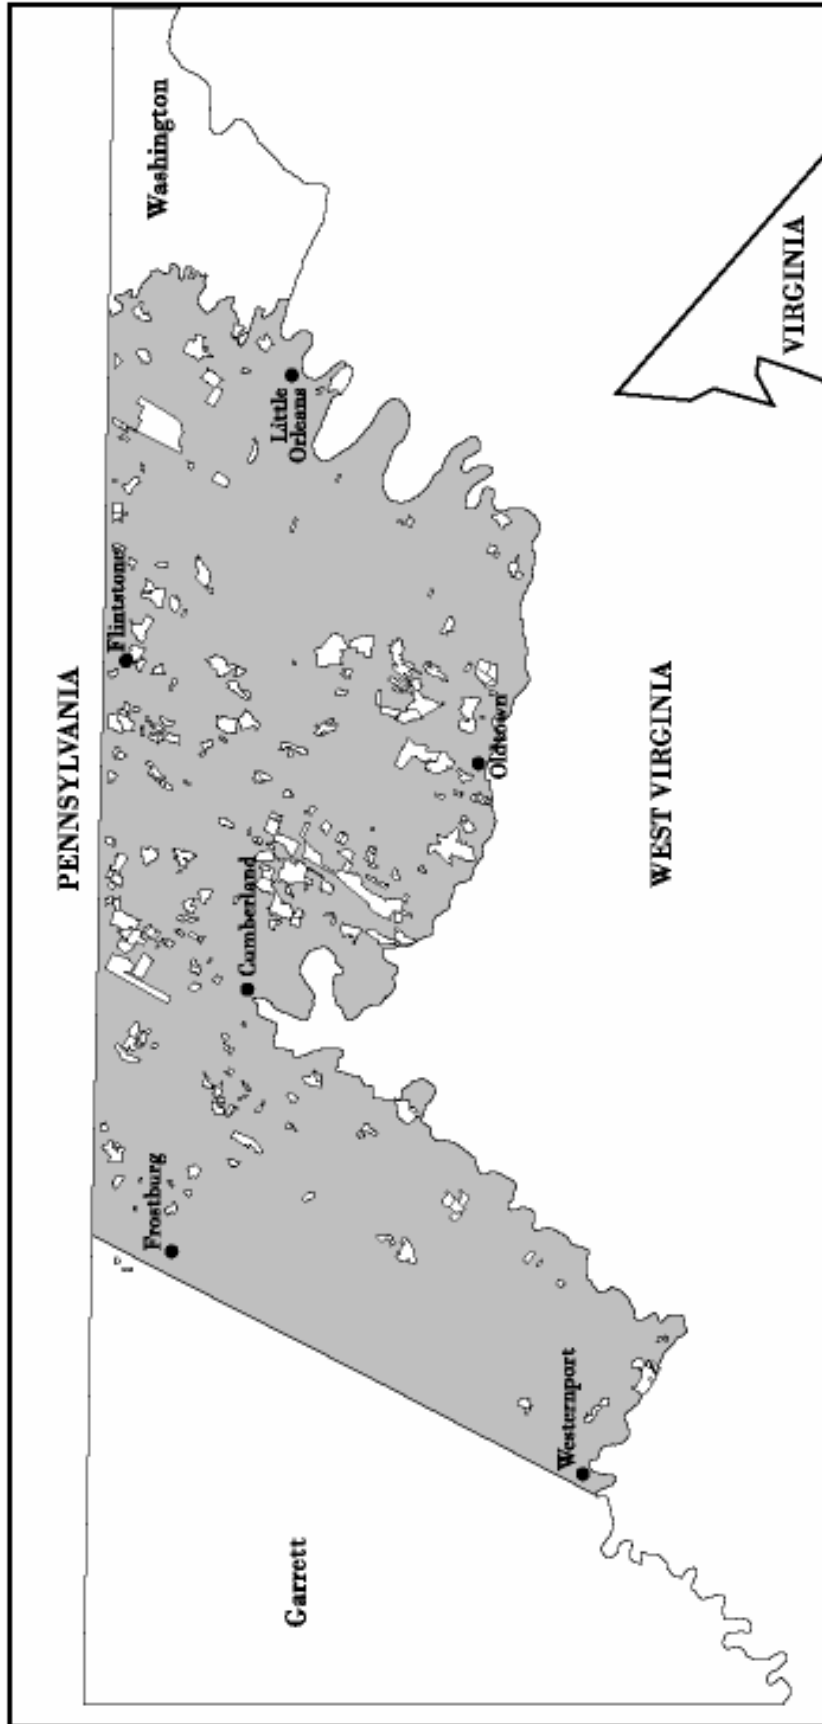 PENNSYLVANIA
Washington
Flintstone
Little
Orleans
Frostburg
Cumberland
Oldtown
Garrett
Westernport
WEST VIRGINIA
VIRGINIA